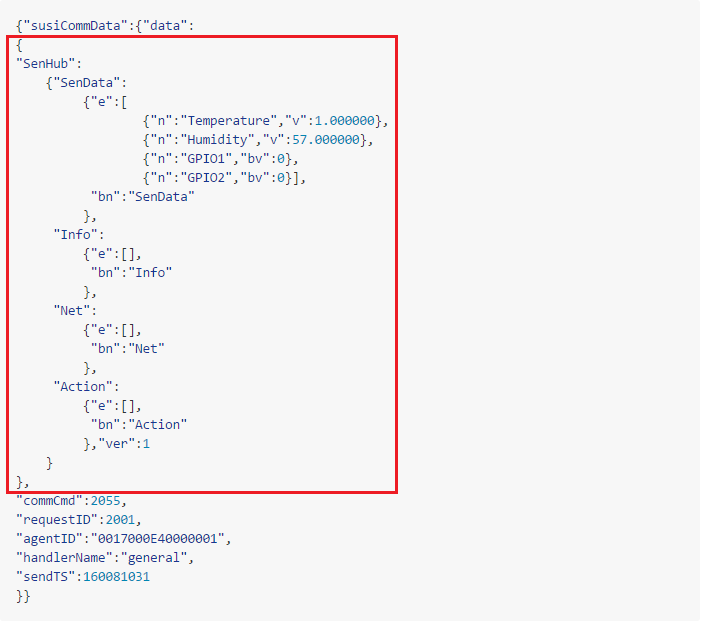 {"susiCommData":{"data":
{
"SenHub":
    {"SenData":
         {"e":[
                 {"n":"Temperature","v":1.000000},
                 {"n":"Humidity","v":57.000000},
                 {"n":"GPIO1","bv":0},
                 {"n":"GPIO2","bv":0}],
          "bn":"SenData"
         },
     "Info":
         {"e":[],
          "bn":"Info"
         },
     "Net":
         {"e":[],
          "bn":"Net"
         },
     "Action":
         {"e":[],
          "bn":"Action"
         },"ver":1
    }
},
"commCmd":2055,
"requestID":2001,
"agentID":"0017000E40000001",
"handlerName":"general",
"sendTS":160081031
}}